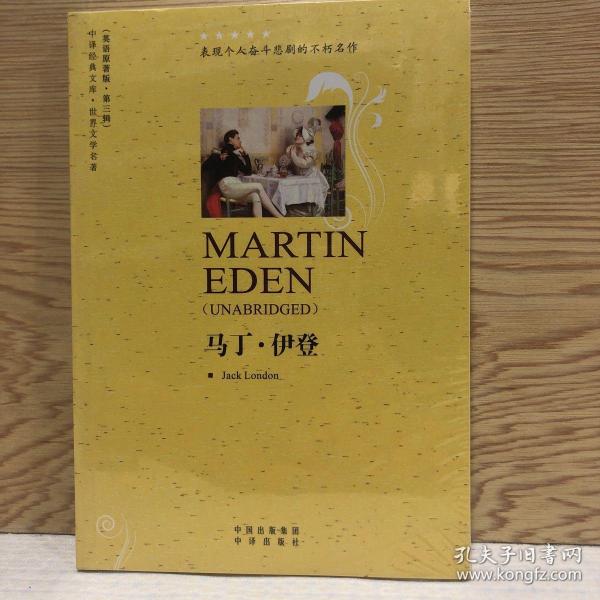 ★★★★★
表现个人奋斗悲剧的不朽名作
中译经典文库·世界文学名著
（英语原著版·第三辑）
MARTIN
EDEN
（UNABRIDGED）
马丁·伊登
■ Jack London
中国出版集团
中译出版社
孔夫子旧书网
www.kongfz.com